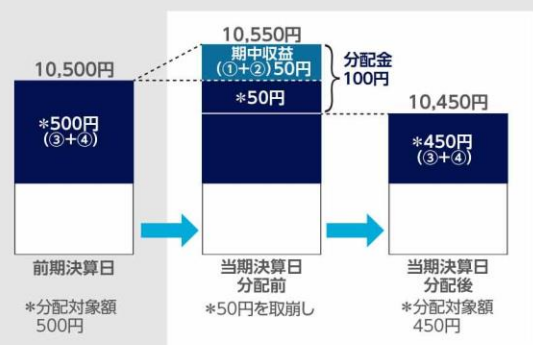 10,500円
*500円
(③+④)
前期決算日
*分配対象額
500円
10,550円
期中収益
(①+②)50円
*50円
分配金
100円
当期決算日
分配前
*50円を取崩し
10,450円
*450円
(③+④)
当期決算日
分配後
*分配対象額
450円